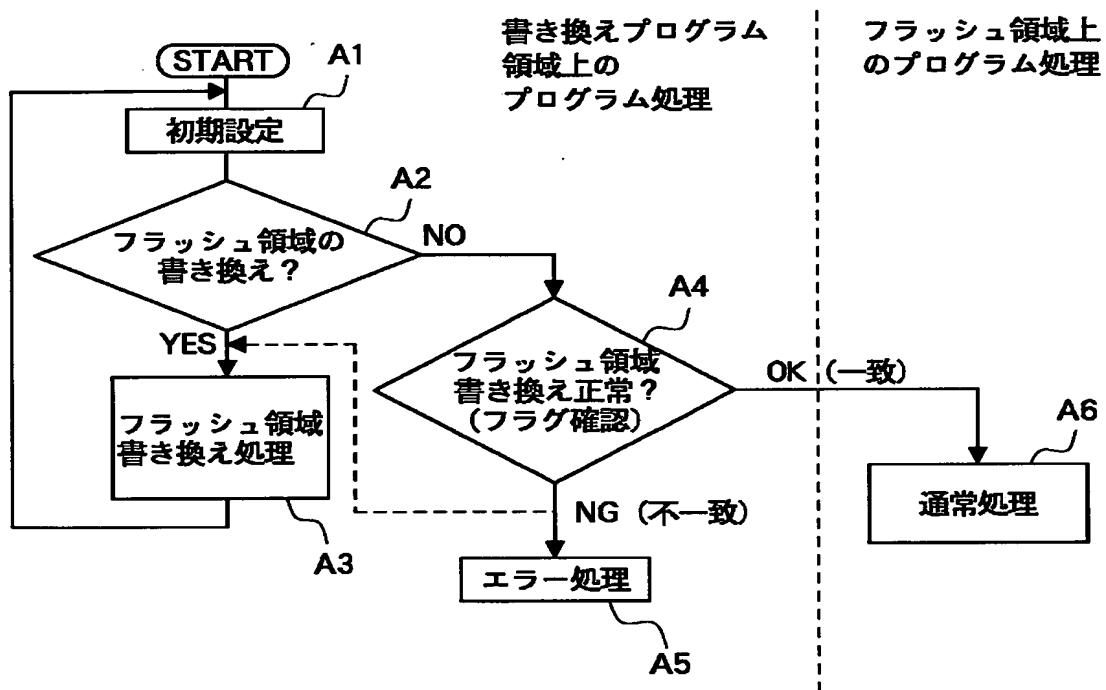 書き換えプログラム
領域上の
プログラム処理
フラッシュ領域上
のプログラム処理
START
A1
初期設定
A2
フラッシュ領域の
書き換え？
NO
YES
A4
フラッシュ領域
書き換え正常？
（フラグ確認）
OK（一致）
フラッシュ領域
書き換え処理
A3
NG（不一致）
A6
通常処理
エラー処理
A5